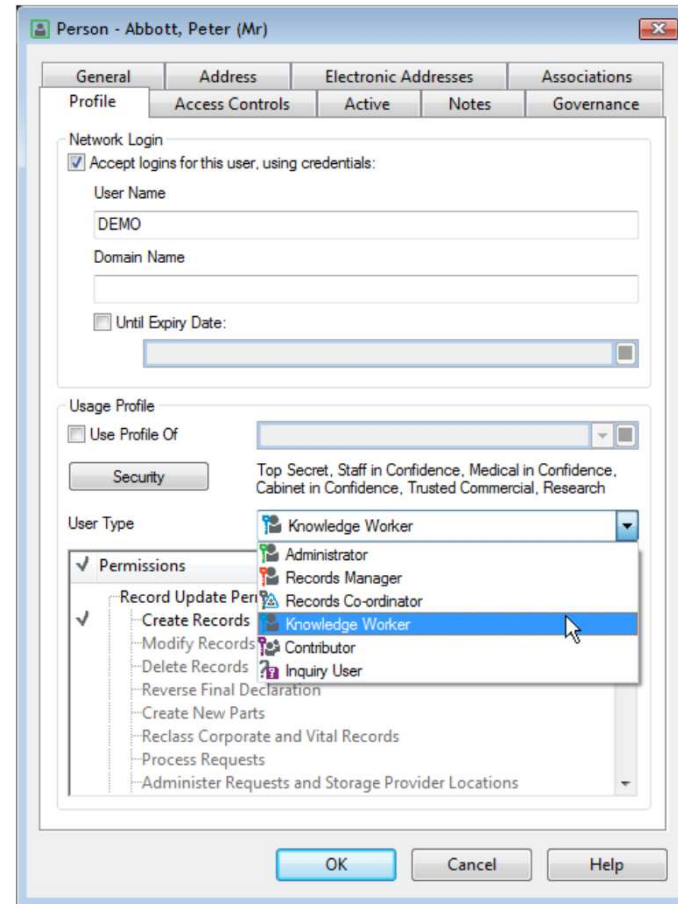 Person - Abbott, Peter (Mr)
General Address Electronic Addresses Associations
Profile Access Controls Active Notes Governance
Network Login
Accept logins for this user, using credentials:
User Name
DEMO
Domain Name
Until Expiry Date:
Usage Profile
Use Profile Of
Security
Top Secret, Staff in Confidence, Medical in Confidence,
Cabinet in Confidence, Trusted Commercial, Research
User Type
Knowledge Worker
Administrator
Records Manager
Records Co-ordinator
Knowledge Worker
Contributor
Inquiry User
Permissions
Record Update Per
Create Records
Modify Records
Delete Records
Reverse Final Declaration
Create New Parts
Reclass Corporate and Vital Records
Process Requests
Administer Requests and Storage Provider Locations
OK Cancel Help